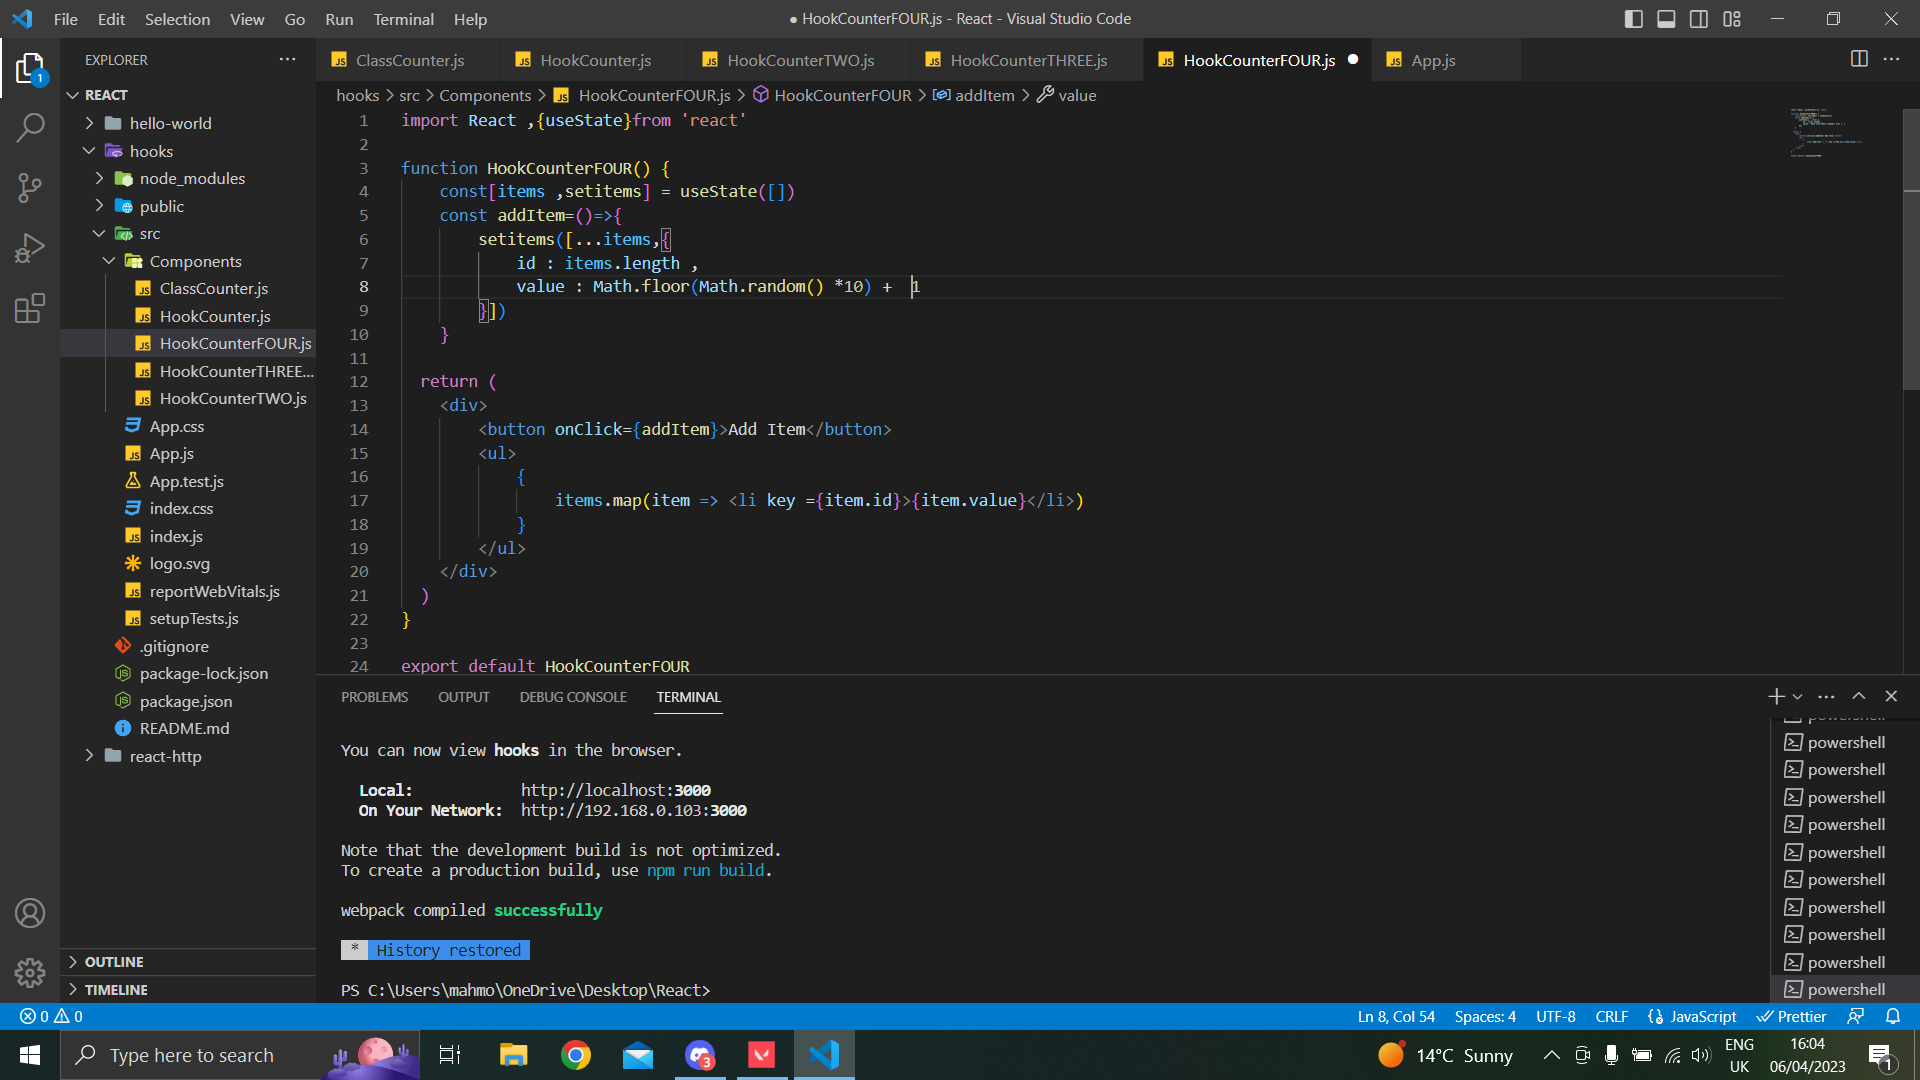 File Edit Selection View Go Run Terminal Help
● HookCounterFOUR.js - React - Visual Studio Code
EXPLORER
ClassCounter.js HookCounter.js HookCounterTWO.js HookCounterTHREE.js HookCounterFOUR.js App.js
hooks > src > Components > HookCounterFOUR.js > HookCounterFOUR > addItem > value
1
REACT
hello-world
hooks
node_modules
public
src
Components
ClassCounter.js
HookCounter.js
HookCounterFOUR.js
HookCounterTHREE...
HookCounterTWO.js
App.css
App.js
App.test.js
index.css
index.js
logo.svg
reportWebVitals.js
setupTests.js
.gitignore
package-lock.json
package.json
README.md
react-http
OUTLINE
TIMELINE
1 import React ,{useState}from 'react'
2
3 function HookCounterFOUR() {
4 const[items ,setitems] = useState([])
5 const addItem=()=>{
6 setitems([...items,{
7 id : items.length ,
8 value : Math.floor(Math.random() *10) +  1
9 }])
10 }
11
12 return (
13 <div>
14 <button onClick={addItem}>Add Item</button>
15 <ul>
16 {
17 items.map(item => <li key ={item.id}>{item.value}</li>)
18 }
19 </ul>
20 </div>
21 )
22 }
23
24 export default HookCounterFOUR
PROBLEMS OUTPUT DEBUG CONSOLE TERMINAL
You can now view hooks in the browser.
Local: http://localhost:3000
On Your Network: http://192.168.0.103:3000
Note that the development build is not optimized.
To create a production build, use npm run build.
webpack compiled successfully
* History restored
PS C:\Users\mahmo\OneDrive\Desktop\React>
powershell
powershell
powershell
powershell
powershell
powershell
powershell
powershell
powershell
powershell
0 0
Ln 8, Col 54 Spaces: 4 UTF-8 CRLF JavaScript Prettier
Type here to search
3
14°C Sunny
ENG
UK
16:04
06/04/2023
1